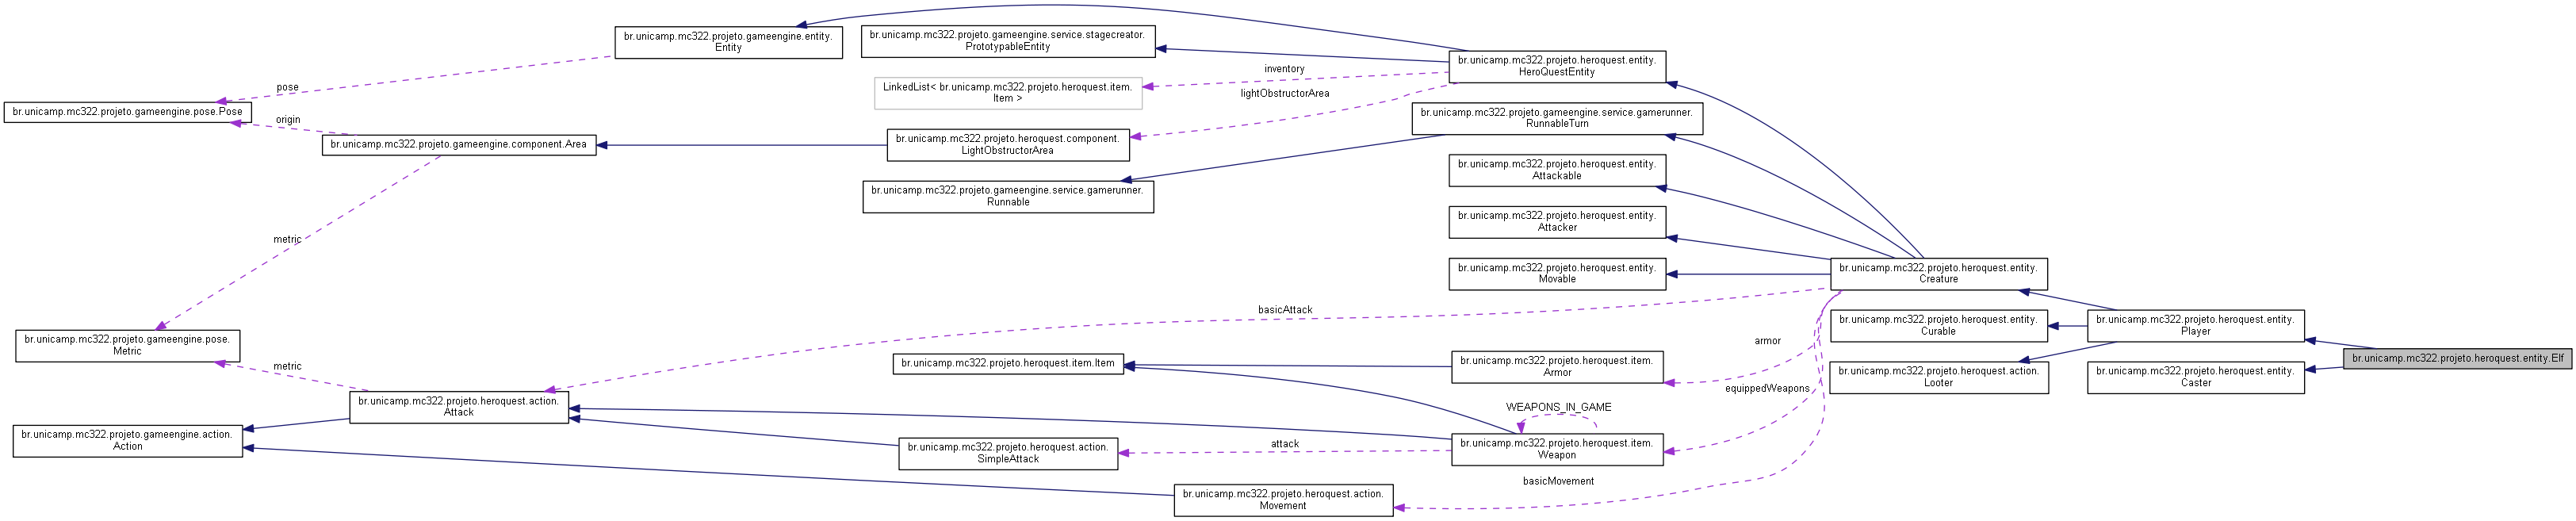 br.unicamp.mc322.projeto.gameengine.entity.
Entity
br.unicamp.mc322.projeto.gameengine.service.stagecreator.
PrototypableEntity
br.unicamp.mc322.projeto.heroquest.entity.
HeroQuestEntity
inventory
LinkedList< br.unicamp.mc322.projeto.heroquest.item.
Item >
pose
lightObstructorArea
br.unicamp.mc322.projeto.gameengine.pose.Pose
origin
br.unicamp.mc322.projeto.gameengine.service.gamerunner.
RunnableTurn
br.unicamp.mc322.projeto.gameengine.component.Area
br.unicamp.mc322.projeto.heroquest.component.
LightObstructorArea
br.unicamp.mc322.projeto.heroquest.entity.
Attackable
br.unicamp.mc322.projeto.gameengine.service.gamerunner.
Runnable
br.unicamp.mc322.projeto.heroquest.entity.
Attacker
metric
br.unicamp.mc322.projeto.heroquest.entity.
Movable
br.unicamp.mc322.projeto.heroquest.entity.
Creature
basicAttack
br.unicamp.mc322.projeto.heroquest.entity.
Curable
br.unicamp.mc322.projeto.heroquest.entity.
Player
br.unicamp.mc322.projeto.gameengine.pose.
Metric
armor
br.unicamp.mc322.projeto.heroquest.entity.Elf
metric
br.unicamp.mc322.projeto.heroquest.item.Item
br.unicamp.mc322.projeto.heroquest.item.
Armor
br.unicamp.mc322.projeto.heroquest.action.
Looter
br.unicamp.mc322.projeto.heroquest.entity.
Caster
equippedWeapons
br.unicamp.mc322.projeto.heroquest.action.
Attack
WEAPONS_IN_GAME
br.unicamp.mc322.projeto.gameengine.action.
Action
attack
br.unicamp.mc322.projeto.heroquest.action.
SimpleAttack
br.unicamp.mc322.projeto.heroquest.item.
Weapon
basicMovement
br.unicamp.mc322.projeto.heroquest.action.
Movement